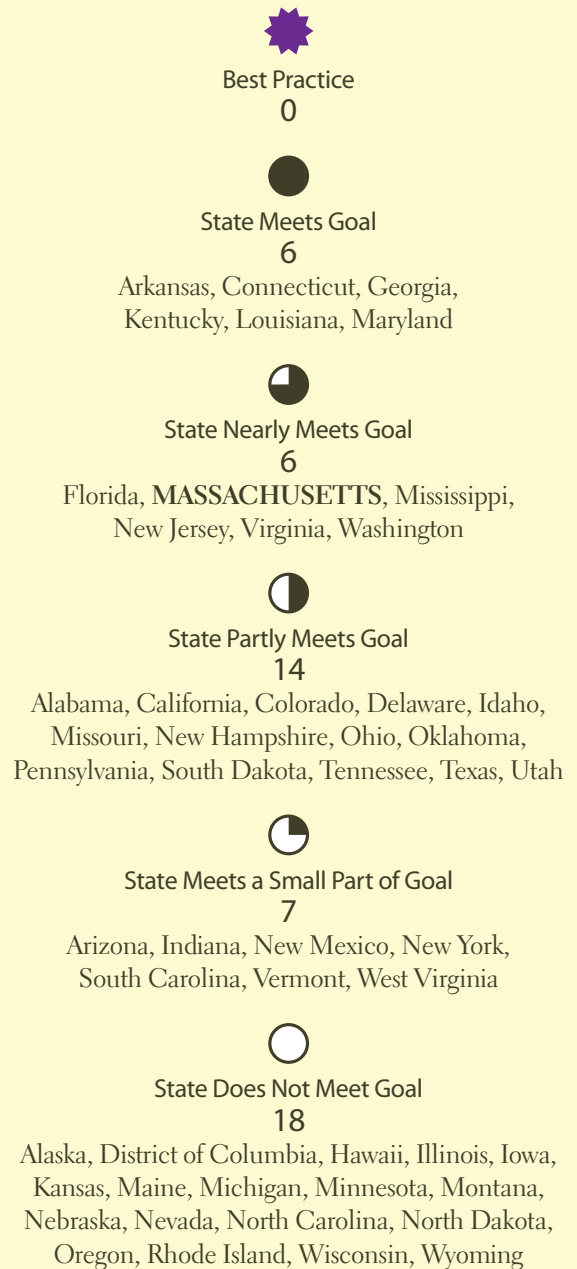 Best Practice
0
State Meets Goal
6
Arkansas, Connecticut, Georgia,
Kentucky, Louisiana, Maryland
State Nearly Meets Goal
6
Florida, MASSACHUSETTS, Mississippi,
New Jersey, Virginia, Washington
State Partly Meets Goal
14
Alabama, California, Colorado, Delaware, Idaho,
Missouri, New Hampshire, Ohio, Oklahoma,
Pennsylvania, South Dakota, Tennessee, Texas, Utah
State Meets a Small Part of Goal
7
Arizona, Indiana, New Mexico, New York,
South Carolina, Vermont, West Virginia
State Does Not Meet Goal
18
Alaska, District of Columbia, Hawaii, Illinois, Iowa,
Kansas, Maine, Michigan, Minnesota, Montana,
Nebraska, Nevada, North Carolina, North Dakota,
Oregon, Rhode Island, Wisconsin, Wyoming